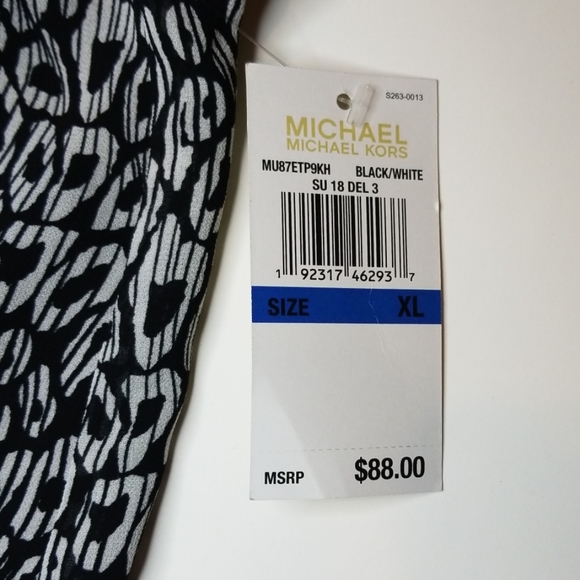 S263-0013
MICHAEL
MICHAEL KORS
MU87ETP9KH BLACK/WHITE
SU 18 DEL 3
1 92317 46293 7
SIZE XL
MSRP $88.00